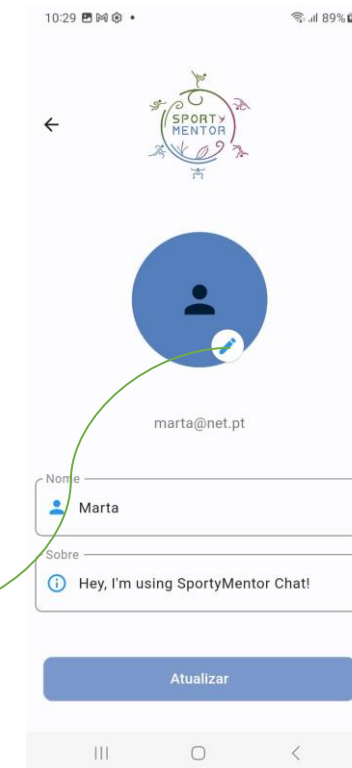 10:29
89%
SPORTY
MENTOR
marta@net.pt
Nome
Marta
Sobre
Hey, I'm using SportyMentor Chat!
Atualizar